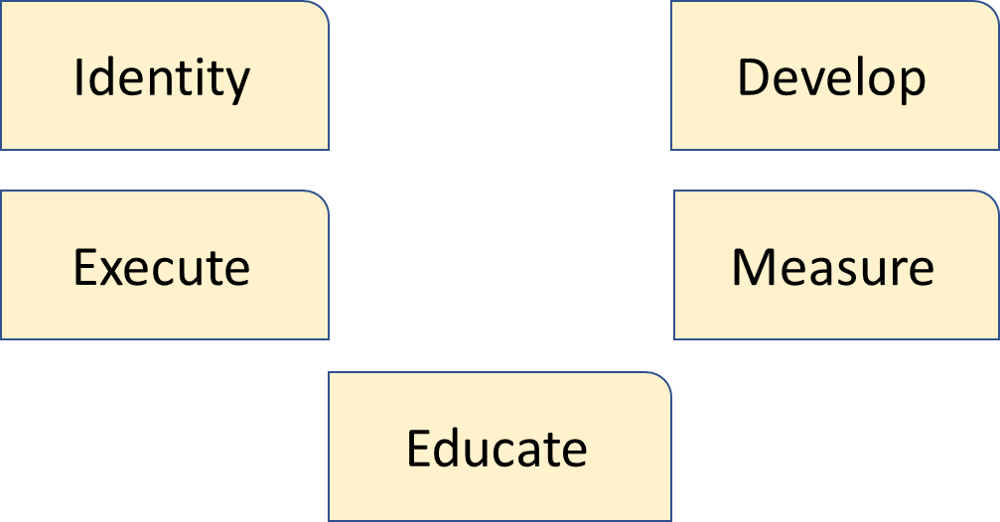 Identity
Develop
Execute
Measure
Educate